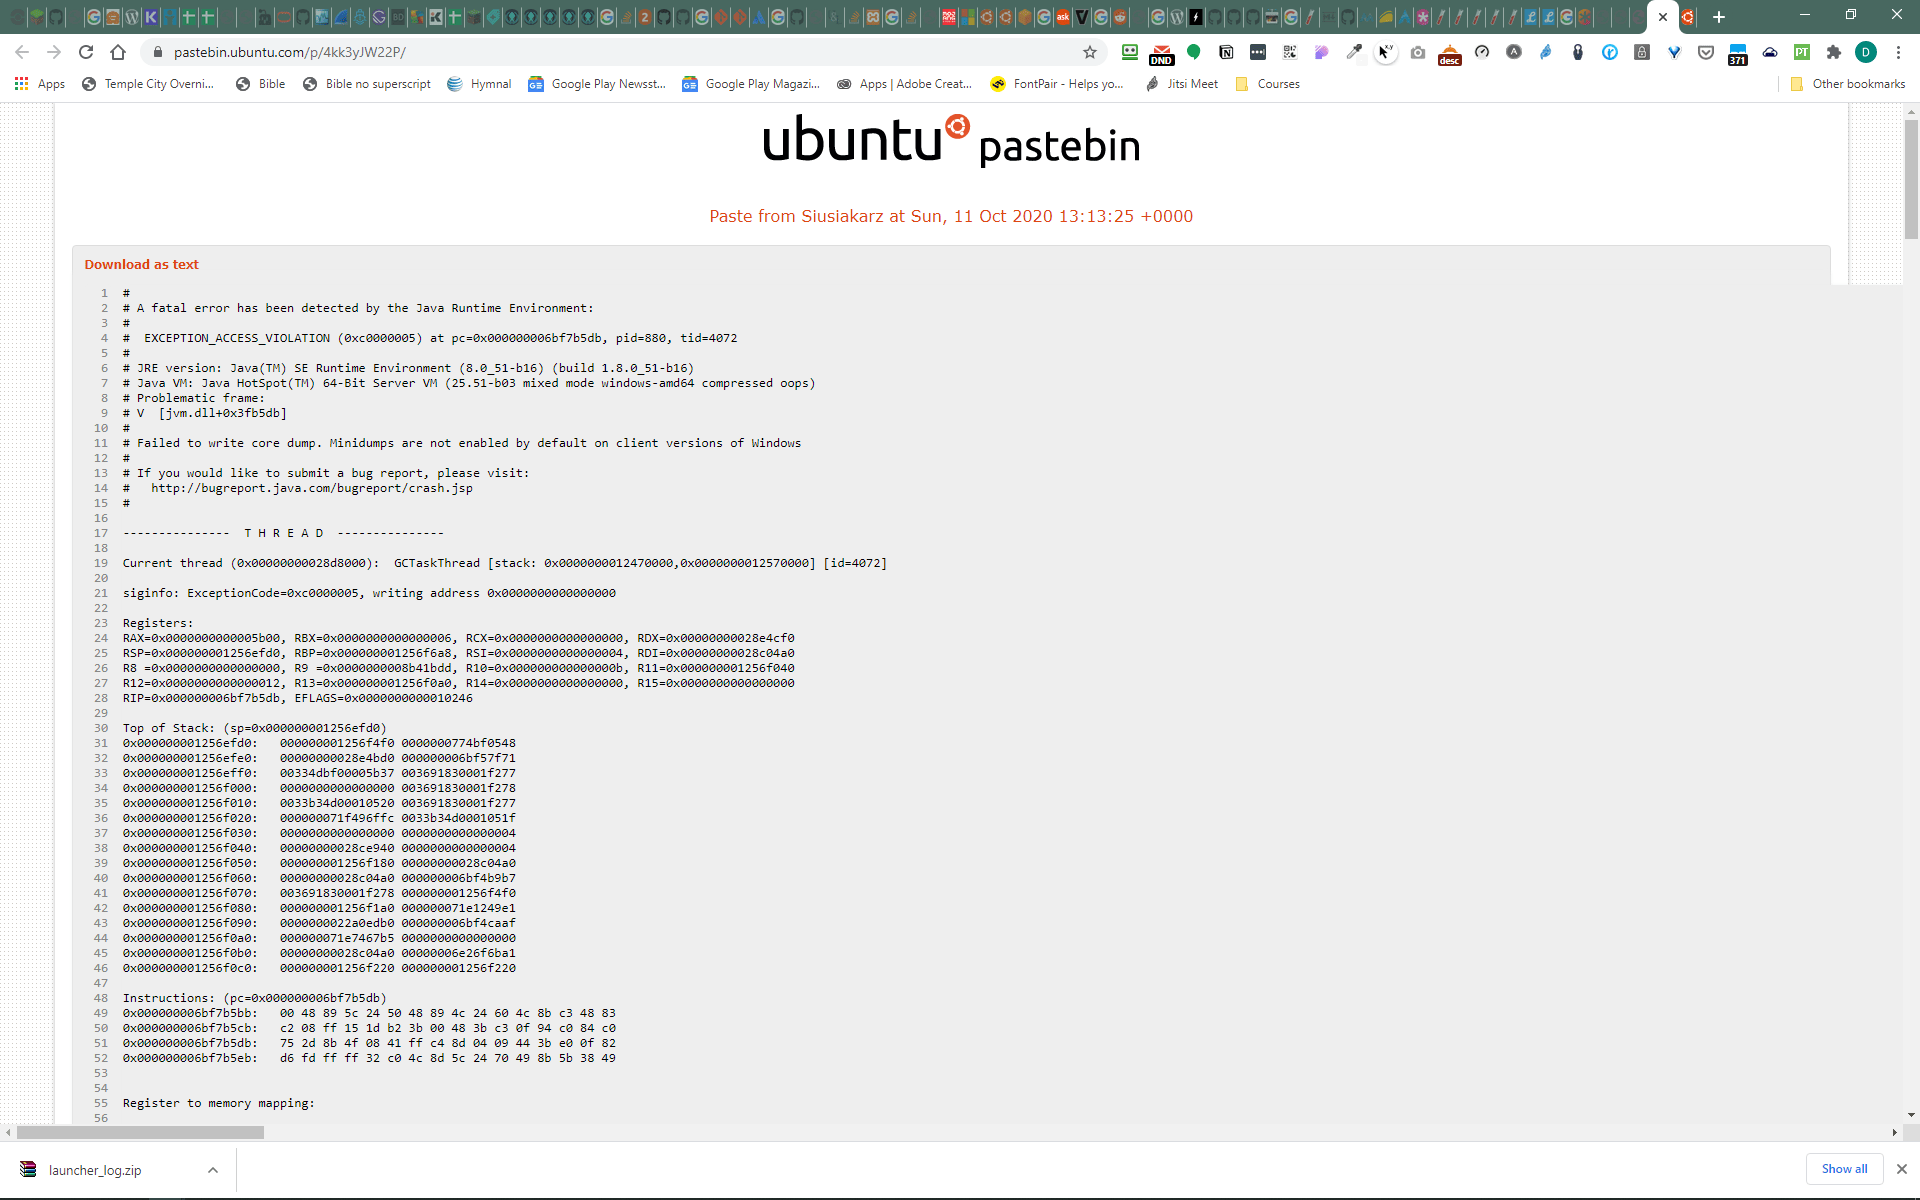 pastebin.ubuntu.com/p/4kk3yJW22P/
DND
desc
371
PT
D
Apps
Temple City Overni...
Bible
Bible no superscript
Hymnal
Google Play Newsst...
Google Play Magazi...
Apps | Adobe Creat...
FontPair - Helps yo...
Jitsi Meet
Courses
Other bookmarks
ubuntu pastebin
Paste from Siusiakarz at Sun, 11 Oct 2020 13:13:25 +0000
Download as text
1 #
2 # A fatal error has been detected by the Java Runtime Environment:
3 #
4 #  EXCEPTION_ACCESS_VIOLATION (0xc0000005) at pc=0x000000006bf7b5db, pid=880, tid=4072
5 #
6 # JRE version: Java(TM) SE Runtime Environment (8.0_51-b16) (build 1.8.0_51-b16)
7 # Java VM: Java HotSpot(TM) 64-Bit Server VM (25.51-b03 mixed mode windows-amd64 compressed oops)
8 # Problematic frame:
9 # V  [jvm.dll+0x3fb5db]
10 #
11 # Failed to write core dump. Minidumps are not enabled by default on client versions of Windows
12 #
13 # If you would like to submit a bug report, please visit:
14 #   http://bugreport.java.com/bugreport/crash.jsp
15 #
16
17 ---------------  T H R E A D  ---------------
18
19 Current thread (0x00000000028d8000):  GCTaskThread [stack: 0x0000000012470000,0x0000000012570000] [id=4072]
20
21 siginfo: ExceptionCode=0xc0000005, writing address 0x0000000000000000
22
23 Registers:
24 RAX=0x0000000000005b00, RBX=0x0000000000000006, RCX=0x0000000000000000, RDX=0x00000000028e4cf0
25 RSP=0x000000001256efd0, RBP=0x000000001256f6a8, RSI=0x0000000000000004, RDI=0x00000000028c04a0
26 R8 =0x0000000000000000, R9 =0x0000000008b41bdd, R10=0x000000000000000b, R11=0x000000001256f040
27 R12=0x0000000000000012, R13=0x000000001256f0a0, R14=0x0000000000000000, R15=0x0000000000000000
28 RIP=0x000000006bf7b5db, EFLAGS=0x0000000000010246
29
30 Top of Stack: (sp=0x000000001256efd0)
31 0x000000001256efd0:   000000001256f4f0 0000000774bf0548
32 0x000000001256efe0:   00000000028e4bd0 000000006bf57f71
33 0x000000001256eff0:   00334dbf00005b37 003691830001f277
34 0x000000001256f000:   0000000000000000 003691830001f278
35 0x000000001256f010:   0033b34d00010520 003691830001f277
36 0x000000001256f020:   000000071f496ffc 0033b34d0001051f
37 0x000000001256f030:   0000000000000000 0000000000000004
38 0x000000001256f040:   00000000028ce940 0000000000000004
39 0x000000001256f050:   000000001256f180 00000000028c04a0
40 0x000000001256f060:   00000000028c04a0 000000006bf4b9b7
41 0x000000001256f070:   003691830001f278 000000001256f4f0
42 0x000000001256f080:   000000001256f1a0 000000071e1249e1
43 0x000000001256f090:   0000000022a0edb0 000000006bf4caaf
44 0x000000001256f0a0:   000000071e7467b5 0000000000000000
45 0x000000001256f0b0:   00000000028c04a0 00000006e26f6ba1
46 0x000000001256f0c0:   000000001256f220 000000001256f220
47
48 Instructions: (pc=0x000000006bf7b5db)
49 0x000000006bf7b5bb:   00 48 89 5c 24 50 48 89 4c 24 60 4c 8b c3 48 83
50 0x000000006bf7b5cb:   c2 08 ff 15 1d b2 3b 00 48 3b c3 0f 94 c0 84 c0
51 0x000000006bf7b5db:   75 2d 8b 4f 08 41 ff c4 8d 04 09 44 3b e0 0f 82
52 0x000000006bf7b5eb:   d6 fd ff ff 32 c0 4c 8d 5c 24 70 49 8b 5b 38 49
53
54
55 Register to memory mapping:
56
launcher_log.zip
Show all